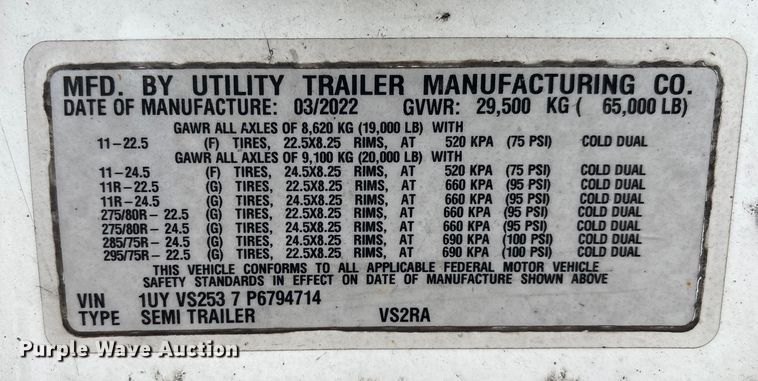 MFD. BY UTILITY TRAILER MANUFACTURING CO.
DATE OF MANUFACTURE: 03/2022 GVWR: 29,500 KG ( 65,000 LB)
GAWR ALL AXLES OF 8,620 KG (19,000 LB) WITH
11-22.5 (F) TIRES, 22.5X8.25 RIMS, AT 520 KPA (75 PSI) COLD DUAL
GAWR ALL AXLES OF 9,100 KG (20,000 LB) WITH
11-24.5 (F) TIRES, 24.5X8.25 RIMS, AT 520 KPA (75 PSI) COLD DUAL
11R-22.5 (G) TIRES, 22.5X8.25 RIMS, AT 660 KPA (95 PSI) COLD DUAL
11R-24.5 (G) TIRES, 24.5X8.25 RIMS, AT 660 KPA (95 PSI) COLD DUAL
275/80R-22.5 (G) TIRES, 22.5X8.25 RIMS, AT 660 KPA (95 PSI) COLD DUAL
275/80R-24.5 (G) TIRES, 24.5X8.25 RIMS, AT 660 KPA (95 PSI) COLD DUAL
285/75R-24.5 (G) TIRES, 24.5X8.25 RIMS, AT 690 KPA (100 PSI) COLD DUAL
295/75R-22.5 (G) TIRES, 22.5X8.25 RIMS, AT 690 KPA (100 PSI) COLD DUAL
THIS VEHICLE CONFORMS TO ALL APPLICABLE FEDERAL MOTOR VEHICLE
SAFETY STANDARDS IN EFFECT ON DATE OF MANUFACTURE SHOWN ABOVE
VIN 1UY VS253 7 P6794714
TYPE SEMI TRAILER VS2RA
Purple Wave Auction